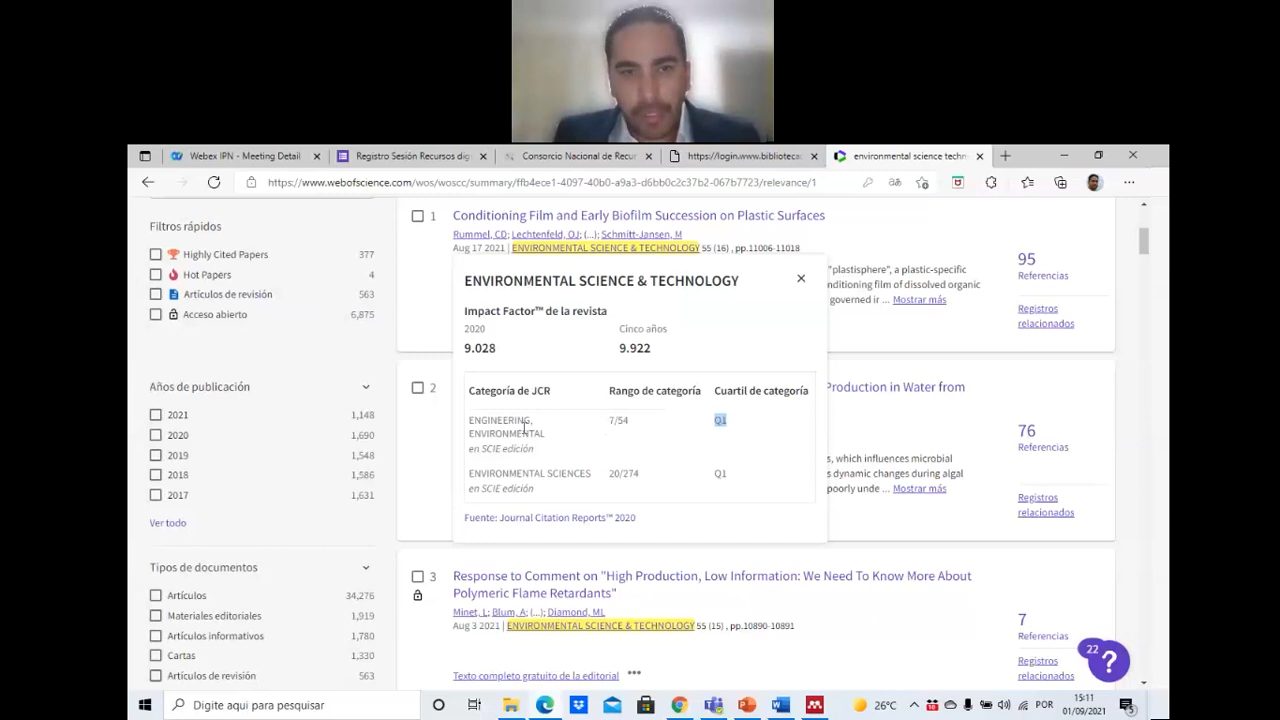 Webex IPN - Meeting Detail
Registro Sesión Recursos dig
Consorcio Nacional de Recur
https://login.www.biblioteca
environmental science techn
https://www.webofscience.com/wos/woscc/summary/ffb4ece1-4097-40b0-a9a3-d6bb0c2c37b2-067b7723/relevance/1
Filtros rápidos
Highly Cited Papers 377
Hot Papers 4
Artículos de revisión 563
Acceso abierto 6,875
Años de publicación
2021 1,148
2020 1,690
2019 1,548
2018 1,586
2017 1,631
Ver todo
Tipos de documentos
Artículos 34,276
Materiales editoriales 1,919
Artículos informativos 1,780
Cartas 1,330
Artículos de revisión 563
1 Conditioning Film and Early Biofilm Succession on Plastic Surfaces
Rummel, CD; Lechtenfeld, OJ; (...); Schmitt-Jansen, M
Aug 17 2021 | ENVIRONMENTAL SCIENCE & TECHNOLOGY 55 (16) , pp.11006-11018
"plastisphere", a plastic-specific
conditioning film of dissolved organic
governed ir ... Mostrar más
95
Referencias
Registros
relacionados
ENVIRONMENTAL SCIENCE & TECHNOLOGY
Impact Factor™ de la revista
2020 Cinco años
9.028 9.922
Categoría de JCR Rango de categoría Cuartil de categoría
ENGINEERING, 7/54 Q1
ENVIRONMENTAL
en SCIE edición
ENVIRONMENTAL SCIENCES 20/274 Q1
en SCIE edición
Fuente: Journal Citation Reports™ 2020
2
Production in Water from
, which influences microbial
s dynamic changes during algal
poorly unde ... Mostrar más
76
Referencias
Registros
relacionados
3 Response to Comment on "High Production, Low Information: We Need To Know More About
Polymeric Flame Retardants"
Minet, L; Blum, A; (...); Diamond, ML
Aug 3 2021 | ENVIRONMENTAL SCIENCE & TECHNOLOGY 55 (15) , pp.10890-10891
Texto completo gratuito de la editorial
7
Referencias
Registros
relacionados
22
?
Digite aqui para pesquisar
26°C
POR
15:11
01/09/2021